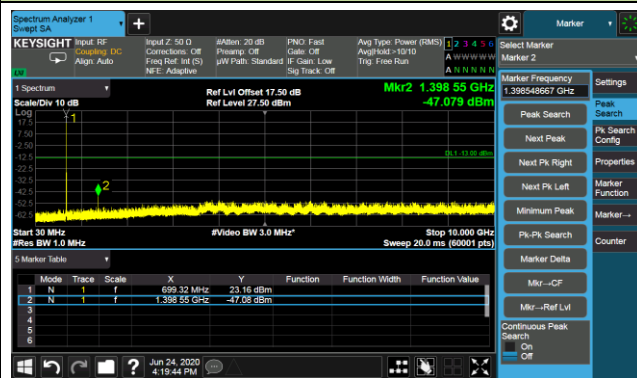 Spectrum Analyzer 1
Swept SA
+
Marker
KEYSIGHT
Input: RF
Coupling: DC
Align: Auto
Input Z: 50 Ω
Corrections: Off
Freq Ref: Int (S)
NFE: Adaptive
#Atten: 20 dB
Preamp: Off
µW Path: Standard
PNO: Fast
Gate: Off
IF Gain: Low
Sig Track: Off
Avg Type: Power (RMS)
Avg|Hold:>10/10
Trig: Free Run
1 2 3 4 5 6
A W W W W W
A N N N N N
Select Marker
Marker 2
Marker Frequency
1.398548667 GHz
Settings
Peak Search
Peak Search
Next Peak
Pk Search Config
Next Pk Right
Properties
Next Pk Left
Marker Function
Minimum Peak
Marker→
Pk-Pk Search
Counter
Marker Delta
Mkr→CF
Mkr→Ref Lvl
Continuous Peak Search
On
Off
1 Spectrum
Scale/Div 10 dB
Ref Lvl Offset 17.50 dB
Ref Level 27.50 dBm
Mkr2 1.398 55 GHz
-47.079 dBm
Log
17.5
7.50
-2.50
-12.5
-22.5
-32.5
-42.5
-52.5
-62.5
1
2
DL1 -13.00 dBm
Start 30 MHz
#Res BW 1.0 MHz
#Video BW 3.0 MHz*
Stop 10.000 GHz
Sweep 20.0 ms (60001 pts)
5 Marker Table
Mode Trace Scale X Y Function Function Width Function Value
1 N 1 f 699.32 MHz 23.16 dBm
2 N 1 f 1.398 55 GHz -47.08 dBm
3
4
5
6
?
Jun 24, 2020
4:19:44 PM